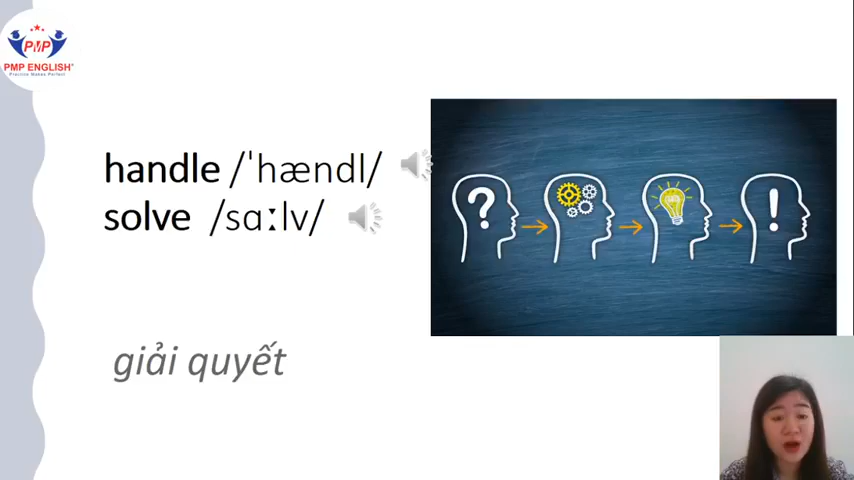 PMP
PMP ENGLISH
Practice Makes Perfect
handle /ˈhændl/
solve /sɑːlv/
? !
giải quyết